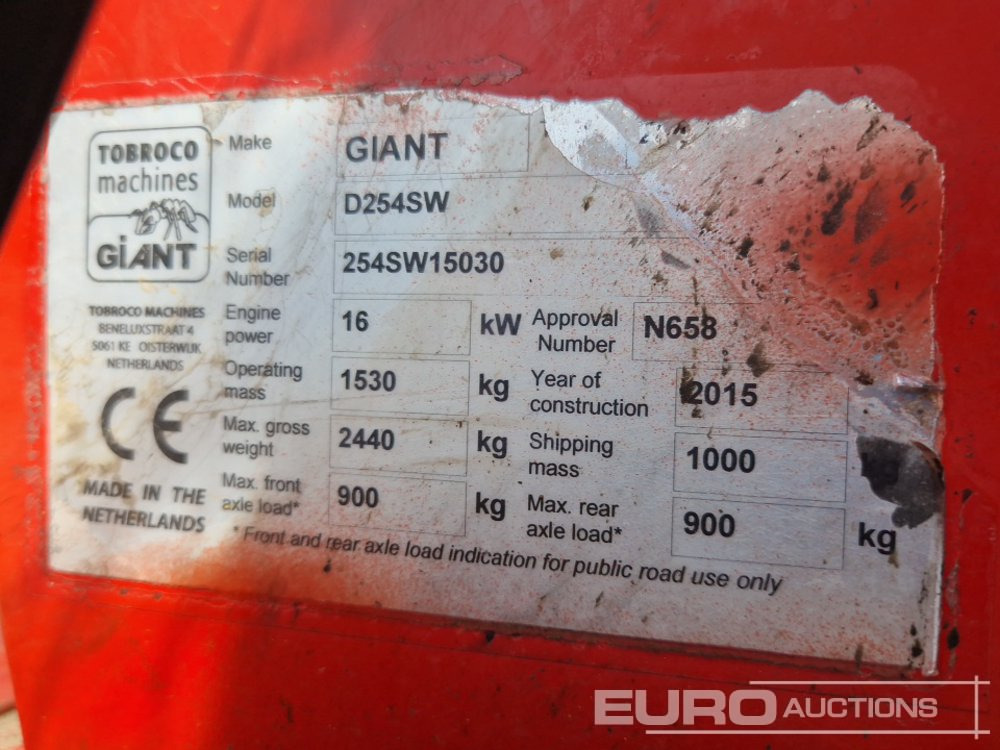 TOBROCO
machines
GiANT
TOBROCO MACHINES
BENELUXSTRAAT 4
5061 KE OISTERWIJK
NETHERLANDS
CE
MADE IN THE
NETHERLANDS
Make GIANT
Model D254SW
Serial
Number 254SW15030
Engine
power 16 kW Approval
Number N658
Operating
mass 1530 kg Year of
construction 2015
Max. gross
weight 2440 kg Shipping
mass 1000
Max. front
axle load* 900 kg Max. rear
axle load* 900 kg
* Front and rear axle load indication for public road use only
EURO AUCTIONS